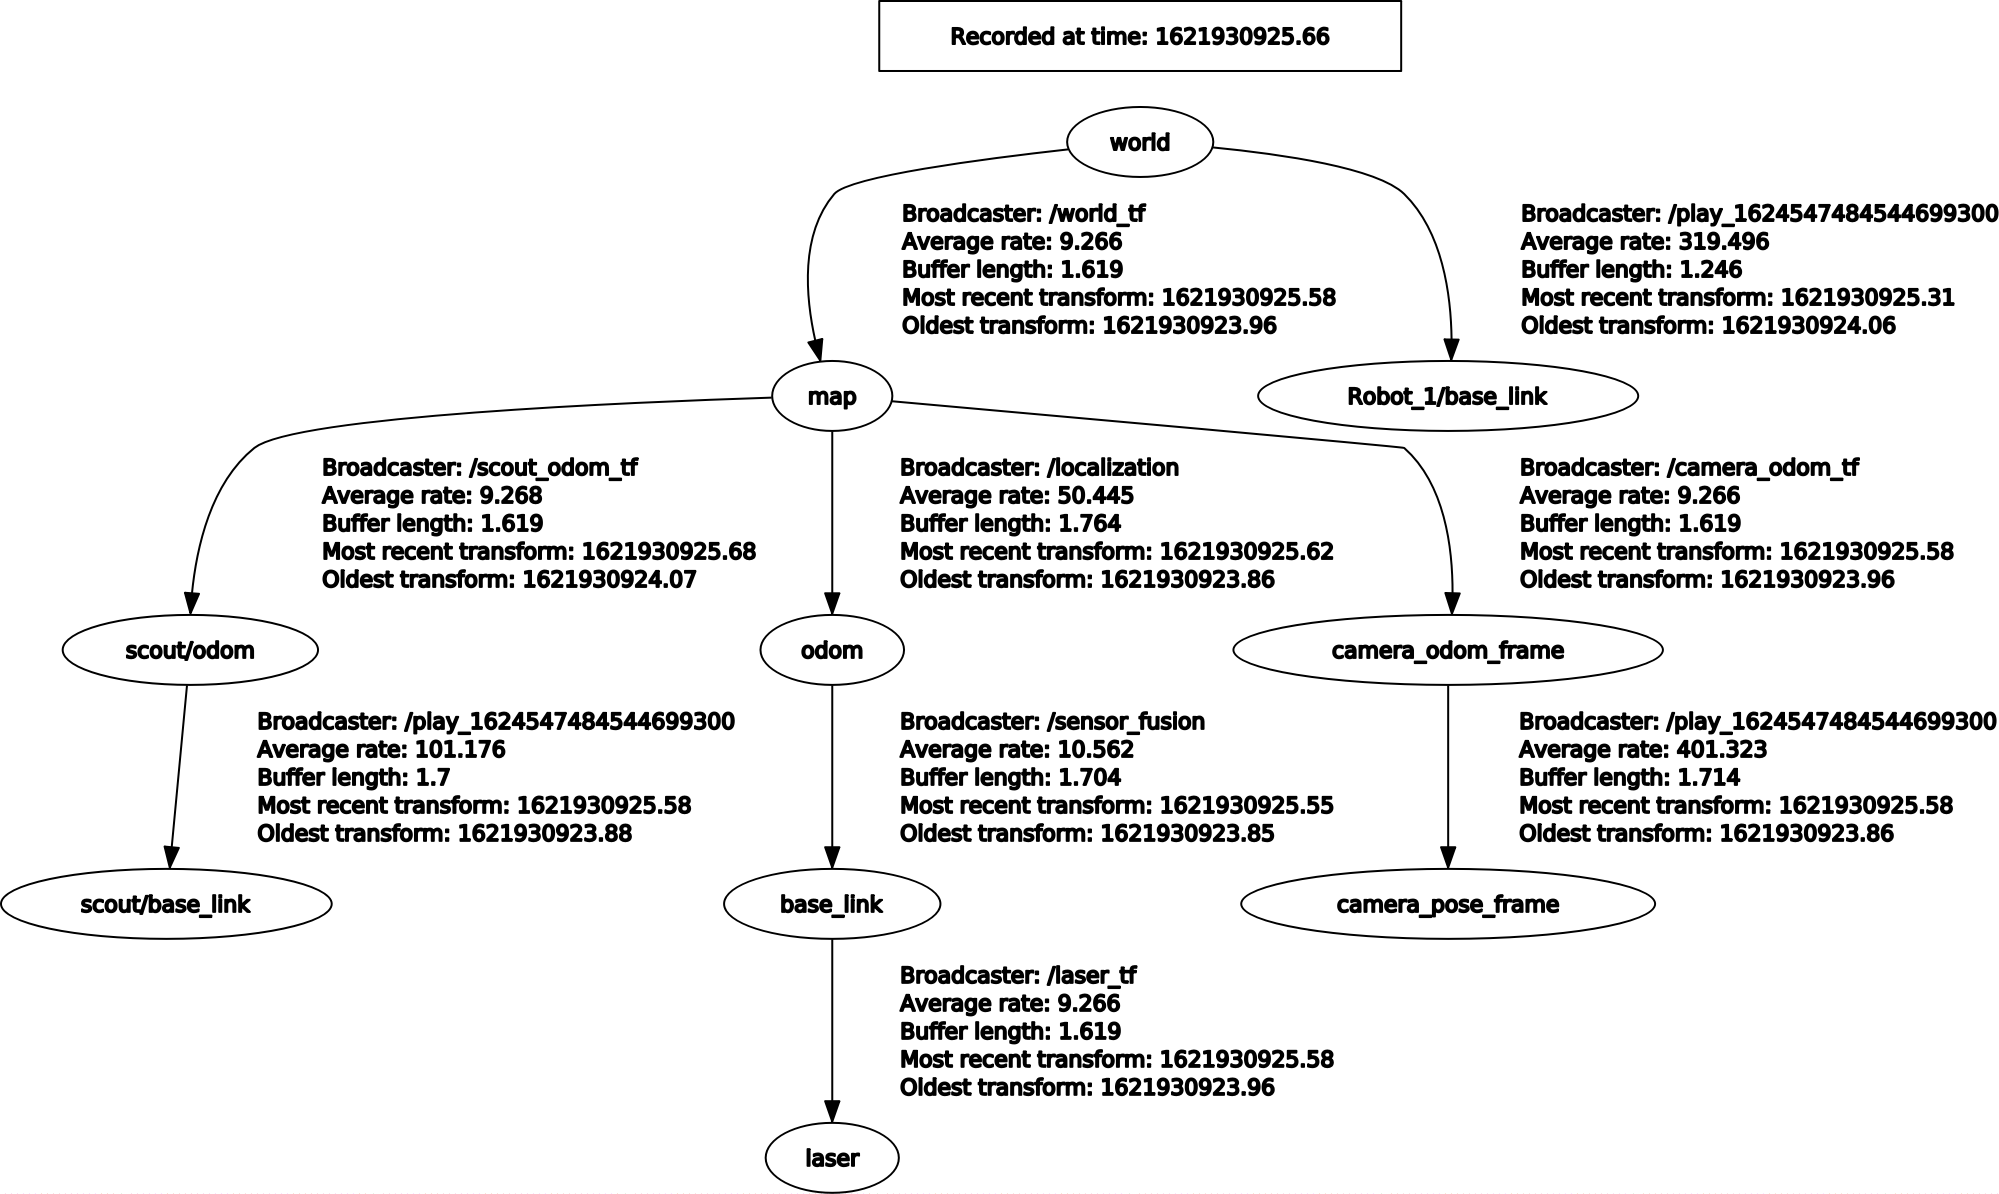 Recorded at time: 1621930925.66
world
Broadcaster: /world_tf
Average rate: 9.266
Buffer length: 1.619
Most recent transform: 1621930925.58
Oldest transform: 1621930923.96
Broadcaster: /play_1624547484544699300
Average rate: 319.496
Buffer length: 1.246
Most recent transform: 1621930925.31
Oldest transform: 1621930924.06
map
Robot_1/base_link
Broadcaster: /scout_odom_tf
Average rate: 9.268
Buffer length: 1.619
Most recent transform: 1621930925.68
Oldest transform: 1621930924.07
Broadcaster: /localization
Average rate: 50.445
Buffer length: 1.764
Most recent transform: 1621930925.62
Oldest transform: 1621930923.86
Broadcaster: /camera_odom_tf
Average rate: 9.266
Buffer length: 1.619
Most recent transform: 1621930925.58
Oldest transform: 1621930923.96
scout/odom
odom
camera_odom_frame
Broadcaster: /play_1624547484544699300
Average rate: 101.176
Buffer length: 1.7
Most recent transform: 1621930925.58
Oldest transform: 1621930923.88
Broadcaster: /sensor_fusion
Average rate: 10.562
Buffer length: 1.704
Most recent transform: 1621930925.55
Oldest transform: 1621930923.85
Broadcaster: /play_1624547484544699300
Average rate: 401.323
Buffer length: 1.714
Most recent transform: 1621930925.58
Oldest transform: 1621930923.86
scout/base_link
base_link
camera_pose_frame
Broadcaster: /laser_tf
Average rate: 9.266
Buffer length: 1.619
Most recent transform: 1621930925.58
Oldest transform: 1621930923.96
laser